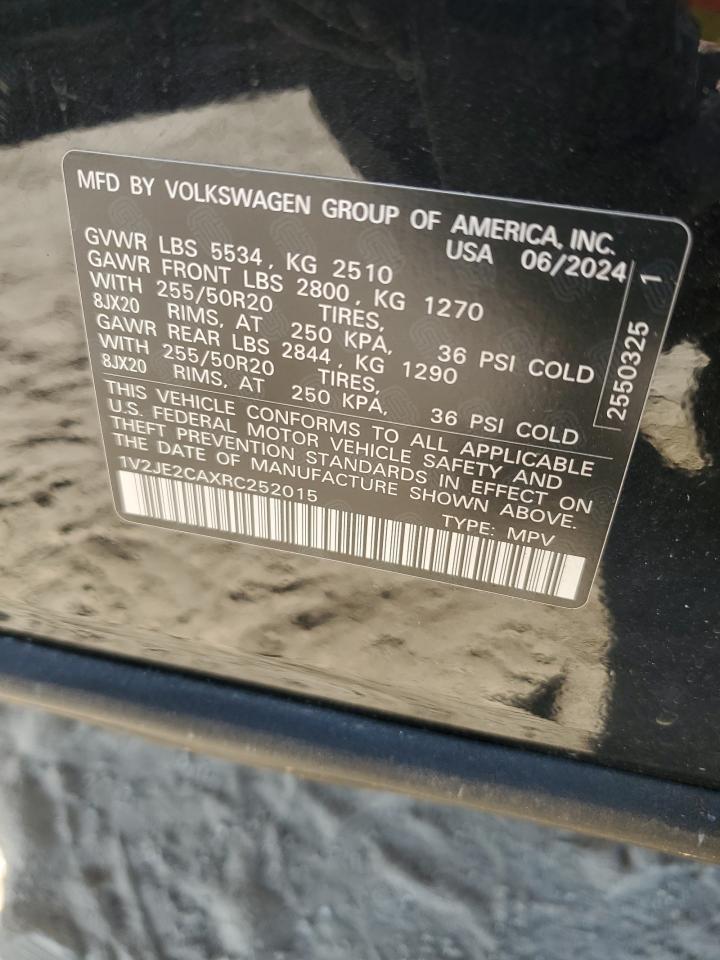 MFD BY VOLKSWAGEN GROUP OF AMERICA, INC.
USA 06/2024
GVWR LBS 5534, KG 2510
GAWR FRONT LBS 2800, KG 1270
WITH 255/50R20 TIRES,
8JX20 RIMS, AT 250 KPA, 36 PSI COLD
GAWR REAR LBS 2844, KG 1290
WITH 255/50R20 TIRES,
8JX20 RIMS, AT 250 KPA, 36 PSI COLD
THIS VEHICLE CONFORMS TO ALL APPLICABLE
U.S. FEDERAL MOTOR VEHICLE SAFETY AND
THEFT PREVENTION STANDARDS IN EFFECT ON
THE DATE OF MANUFACTURE SHOWN ABOVE.
1V2JE2CAXRC252015 TYPE: MPV
2550325 1